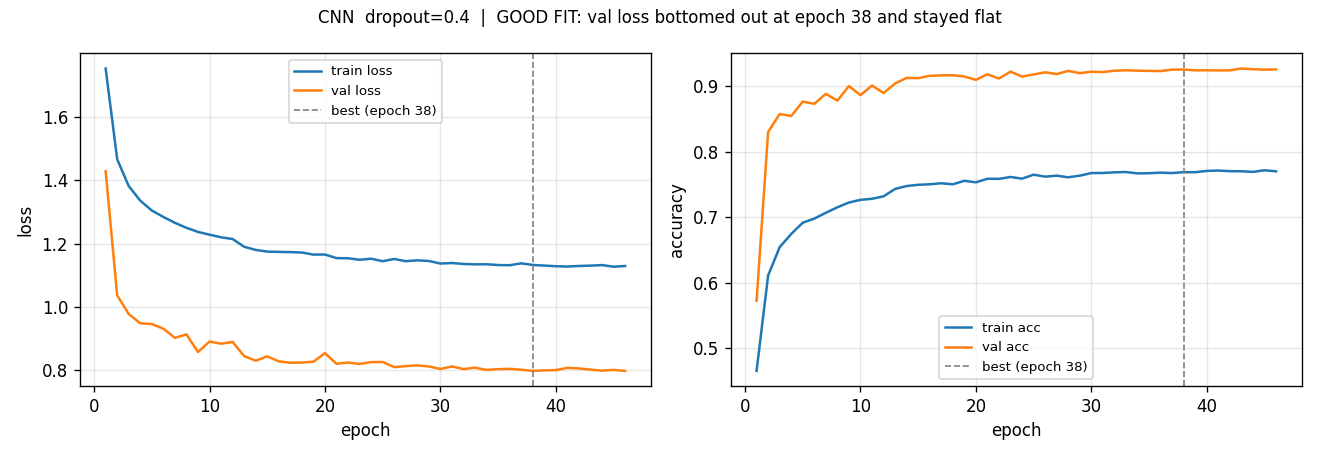 CNN  dropout=0.4  |  GOOD FIT: val loss bottomed out at epoch 38 and stayed flat
train loss
val loss
best (epoch 38)
1.6
1.4
1.2
1.0
0.8
loss
0
10
20
30
40
epoch
0.9
0.8
0.7
0.6
0.5
accuracy
train acc
val acc
best (epoch 38)
0
10
20
30
40
epoch